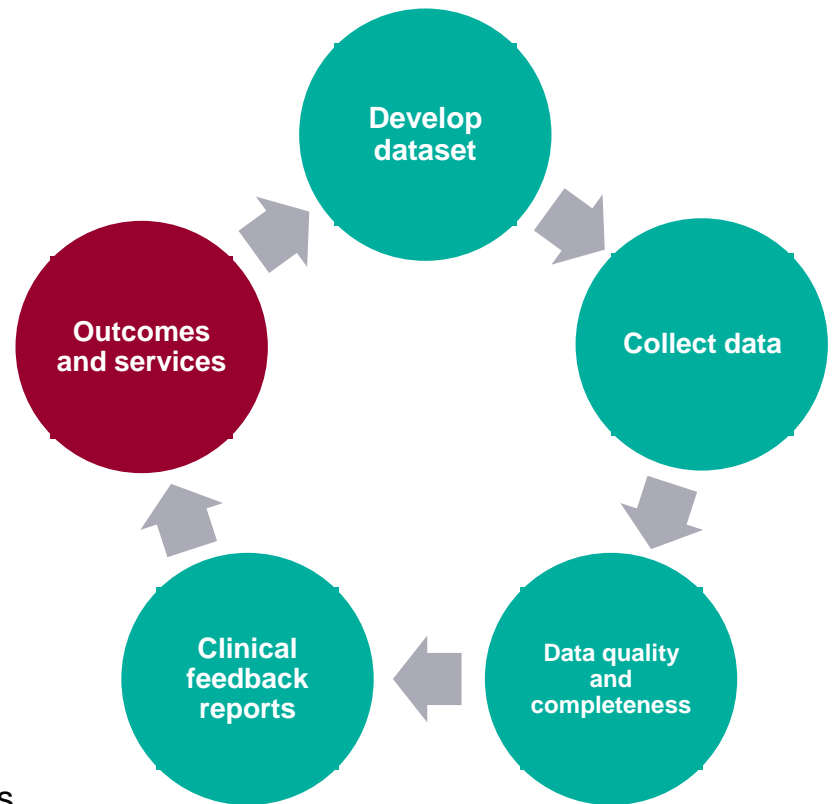 Develop
dataset
Collect data
Data quality
and
completeness
Clinical
feedback
reports
Outcomes
and services
s